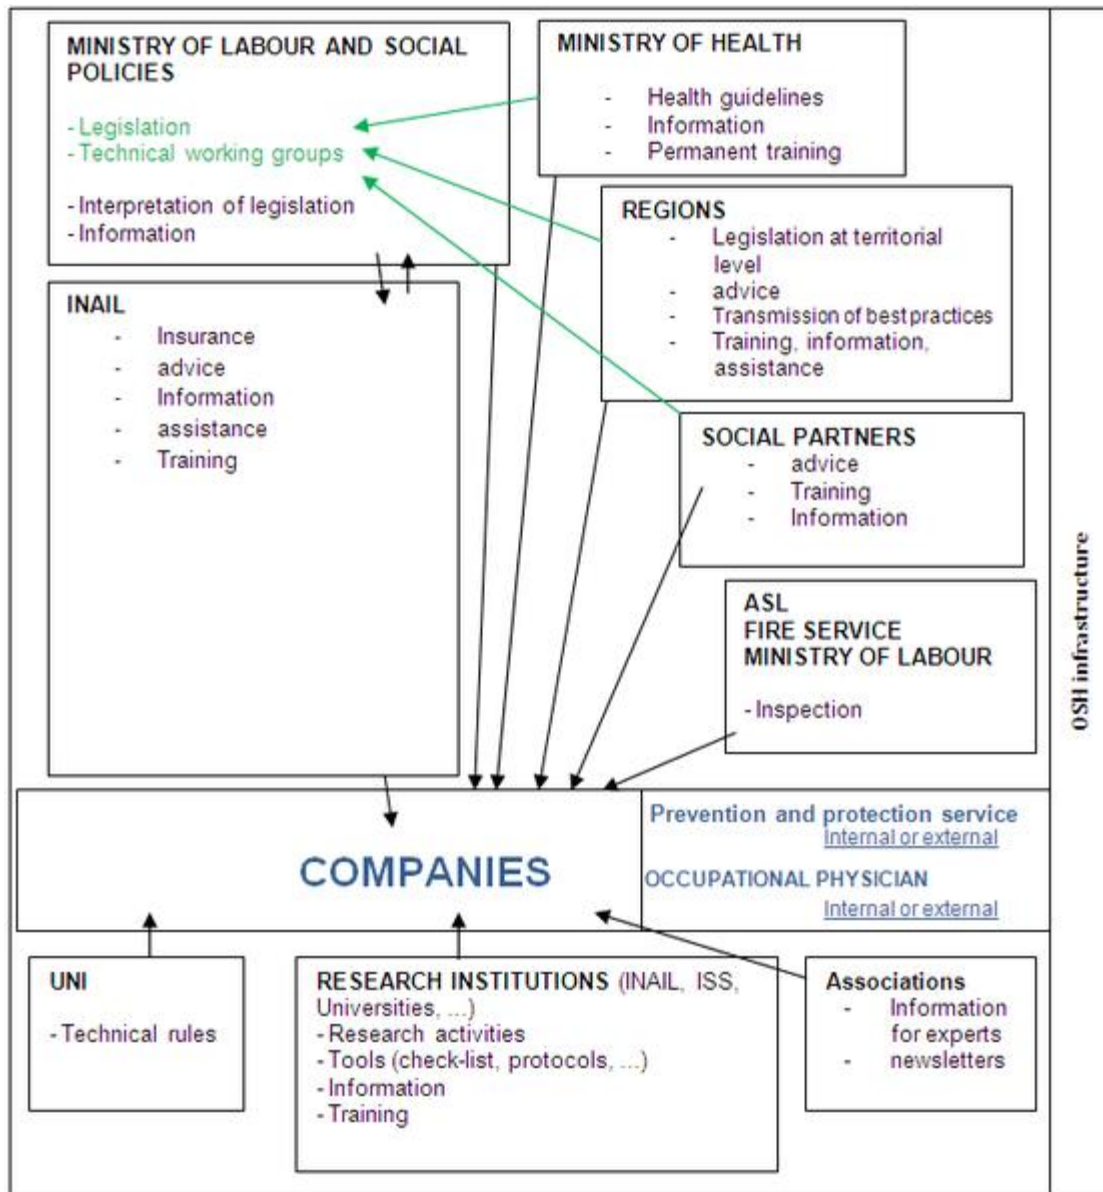 MINISTRY OF LABOUR AND SOCIAL
POLICIES
- Legislation
- Technical working groups
- Interpretation of legislation
- Information
MINISTRY OF HEALTH
- Health guidelines
- Information
- Permanent training
REGIONS
- Legislation at territorial
level
- advice
- Transmission of best practices
- Training, information,
assistance
INAIL
- Insurance
- advice
- Information
- assistance
- Training
SOCIAL PARTNERS
- advice
- Training
- Information
ASL
FIRE SERVICE
MINISTRY OF LABOUR
- Inspection
OSH infrastructure
COMPANIES
Prevention and protection service
Internal or external
OCCUPATIONAL PHYSICIAN
Internal or external
UNI
- Technical rules
RESEARCH INSTITUTIONS (INAIL, ISS,
Universities, ...)
- Research activities
- Tools (check-list, protocols, ...)
- Information
- Training
Associations
- Information
for experts
- newsletters